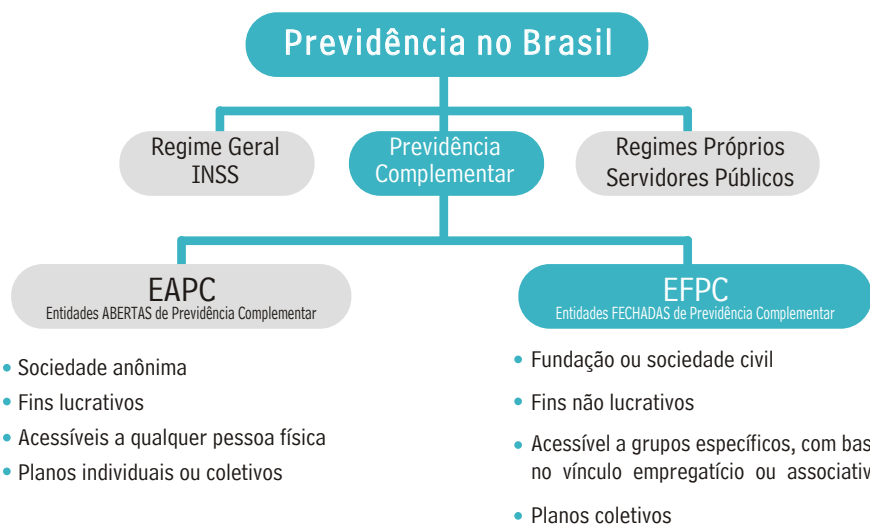 Previdência no Brasil
Regime Geral
INSS
Previdência
Complementar
Regimes Próprios
Servidores Públicos
EAPC
Entidades ABERTAS de Previdência Complementar
• Sociedade anônima
• Fins lucrativos
• Acessíveis a qualquer pessoa física
• Planos individuais ou coletivos
EFPC
Entidades FECHADAS de Previdência Complementar
• Fundação ou sociedade civil
• Fins não lucrativos
• Acessível a grupos específicos, com bas
no vínculo empregatício ou associativ
• Planos coletivos